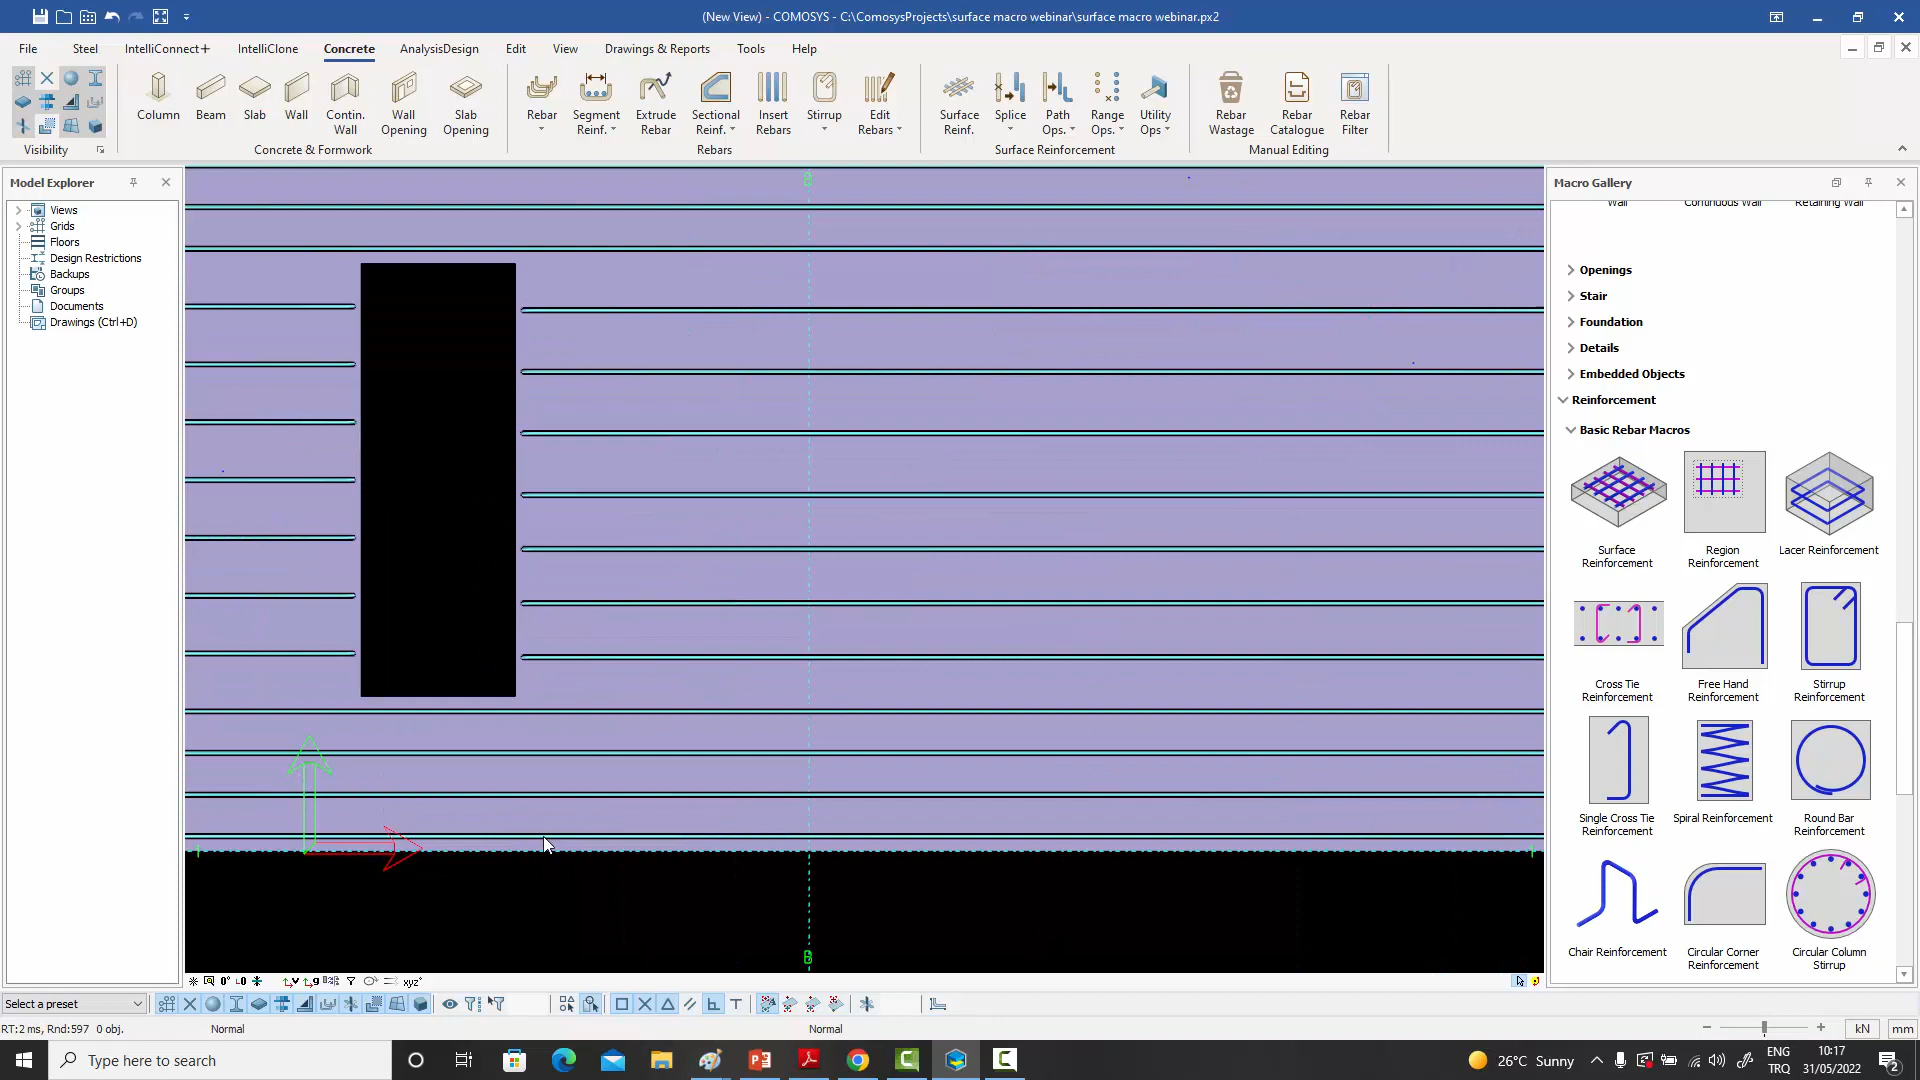 (New View) - COMOSYS - C:\ComosysProjects\surface macro webinar\surface macro webinar.px2
File Steel IntelliConnect+ IntelliClone Concrete AnalysisDesign Edit View Drawings & Reports Tools Help
Column Beam Slab Wall Contin. Wall Wall Opening Slab Opening Rebar Segment Reinf. Extrude Rebar Sectional Reinf. Insert Rebars Stirrup Edit Rebars Surface Reinf. Splice Path Ops. Range Ops. Utility Ops Rebar Wastage Rebar Catalogue Rebar Filter
Visibility Concrete & Formwork Rebars Surface Reinforcement Manual Editing
Model Explorer
Views
Grids
Floors
Design Restrictions
Backups
Groups
Documents
Drawings (Ctrl+D)
B
B
Macro Gallery
Wall Continuous Wall Retaining Wall
Openings
Stair
Foundation
Details
Embedded Objects
Reinforcement
Basic Rebar Macros
Surface Reinforcement Region Reinforcement Lacer Reinforcement
Cross Tie Reinforcement Free Hand Reinforcement Stirrup Reinforcement
Single Cross Tie Reinforcement Spiral Reinforcement Round Bar Reinforcement
Chair Reinforcement Circular Corner Reinforcement Circular Column Stirrup
xyz
Select a preset
RT:2 ms, Rnd:597 0 obj. Normal Normal kN mm
Type here to search
26°C Sunny
ENG
TRQ
10:17
31/05/2022
2